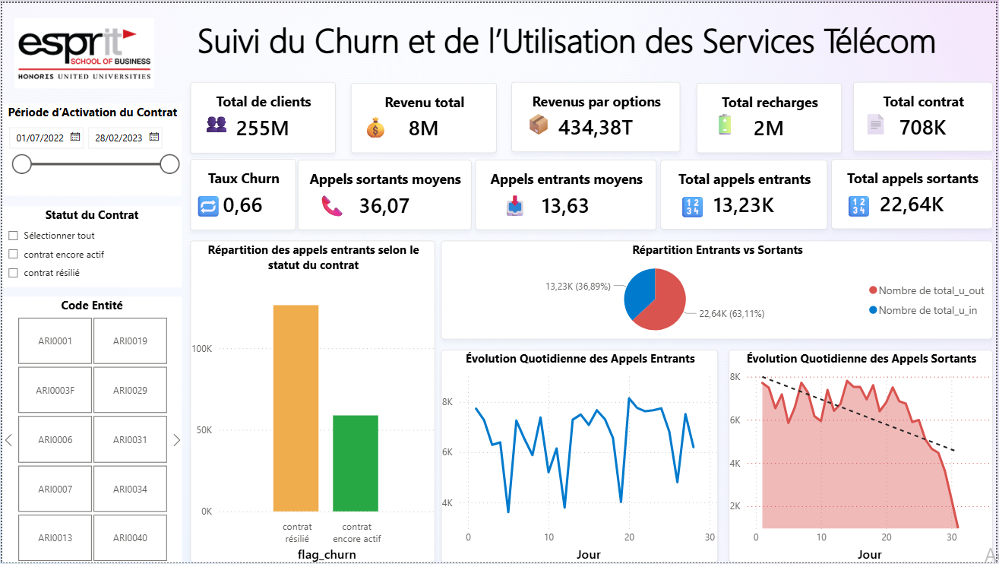 esprit
SCHOOL OF BUSINESS
HONORIS UNITED UNIVERSITIES
Suivi du Churn et de l’Utilisation des Services Télécom
Période d’Activation du Contrat
01/07/2022
28/02/2023
Statut du Contrat
Sélectionner tout
contrat encore actif
contrat résilié
Code Entité
ARI0001
ARI0019
ARI0003F
ARI0029
ARI0006
ARI0031
ARI0007
ARI0034
ARI0013
ARI0040
Total de clients
255M
Revenu total
8M
Revenus par options
434,38T
Total recharges
2M
Total contrat
708K
Taux Churn
0,66
Appels sortants moyens
36,07
Appels entrants moyens
13,63
Total appels entrants
13,23K
Total appels sortants
22,64K
Répartition des appels entrants selon le
statut du contrat
100K
50K
0K
contrat
résilié
contrat
encore actif
flag_churn
Répartition Entrants vs Sortants
13,23K (36,89%)
22,64K (63,11%)
Nombre de total_u_out
Nombre de total_u_in
Évolution Quotidienne des Appels Entrants
8K
6K
4K
0
10
20
30
Jour
Évolution Quotidienne des Appels Sortants
8K
6K
4K
2K
0
10
20
30
Jour